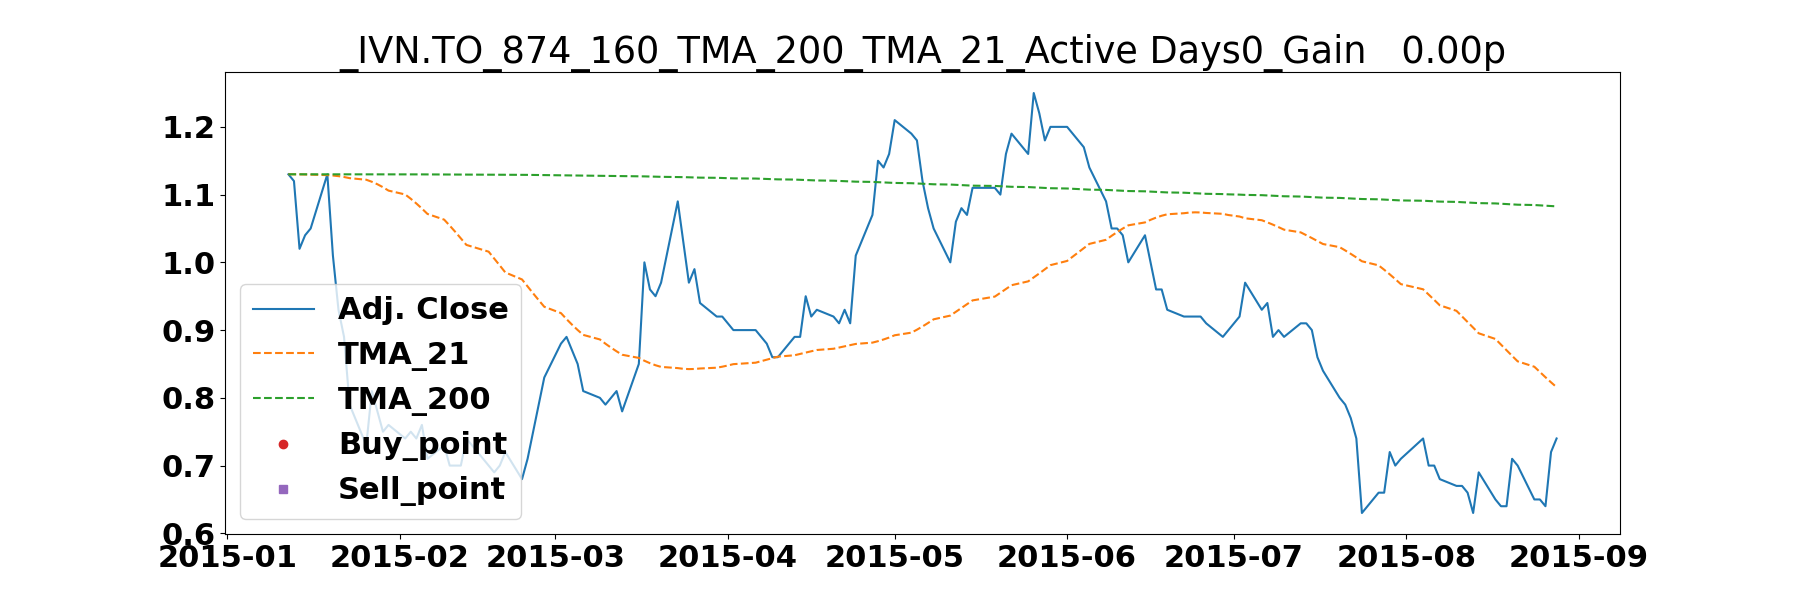 _IVN.TO_874_160_TMA_200_TMA_21_Active Days0_Gain   0.00p
1.2
1.1
1.0
0.9
0.8
0.7
0.6
Adj. Close
TMA_21
TMA_200
Buy_point
Sell_point
2015-01 2015-02 2015-03 2015-04 2015-05 2015-06 2015-07 2015-08 2015-09